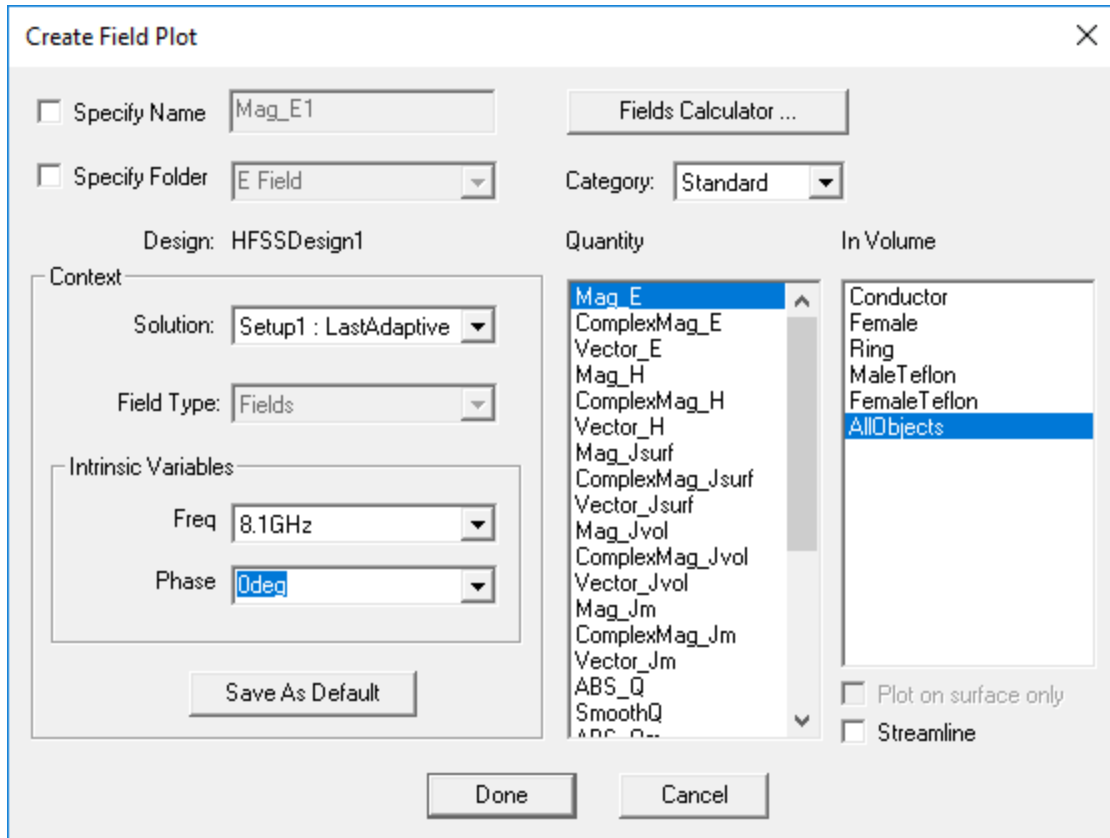 Create Field Plot
Specify Name
Mag_E1
Fields Calculator ...
Specify Folder
E Field
Category:
Standard
Design: HFSSDesign1
Context
Solution:
Setup1 : LastAdaptive
Field Type:
Fields
Intrinsic Variables
Freq
8.1GHz
Phase
0deg
Save As Default
Quantity
Mag_E
ComplexMag_E
Vector_E
Mag_H
ComplexMag_H
Vector_H
Mag_Jsurf
ComplexMag_Jsurf
Vector_Jsurf
Mag_Jvol
ComplexMag_Jvol
Vector_Jvol
Mag_Jm
ComplexMag_Jm
Vector_Jm
ABS_Q
SmoothQ
In Volume
Conductor
Female
Ring
MaleTeflon
FemaleTeflon
AllObjects
Plot on surface only
Streamline
Done
Cancel